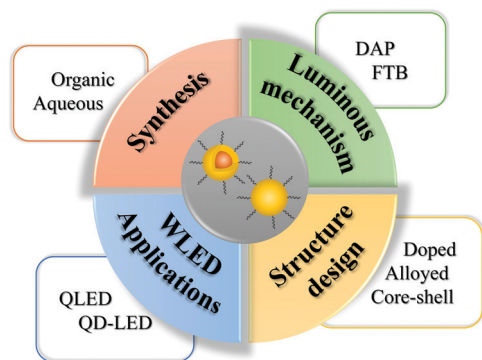 Organic
Aqueous
Synthesis
DAP
FTB
Luminous
mechanism
QLED
QD-LED
WLED
Applications
Doped
Alloyed
Core-shell
Structure
design